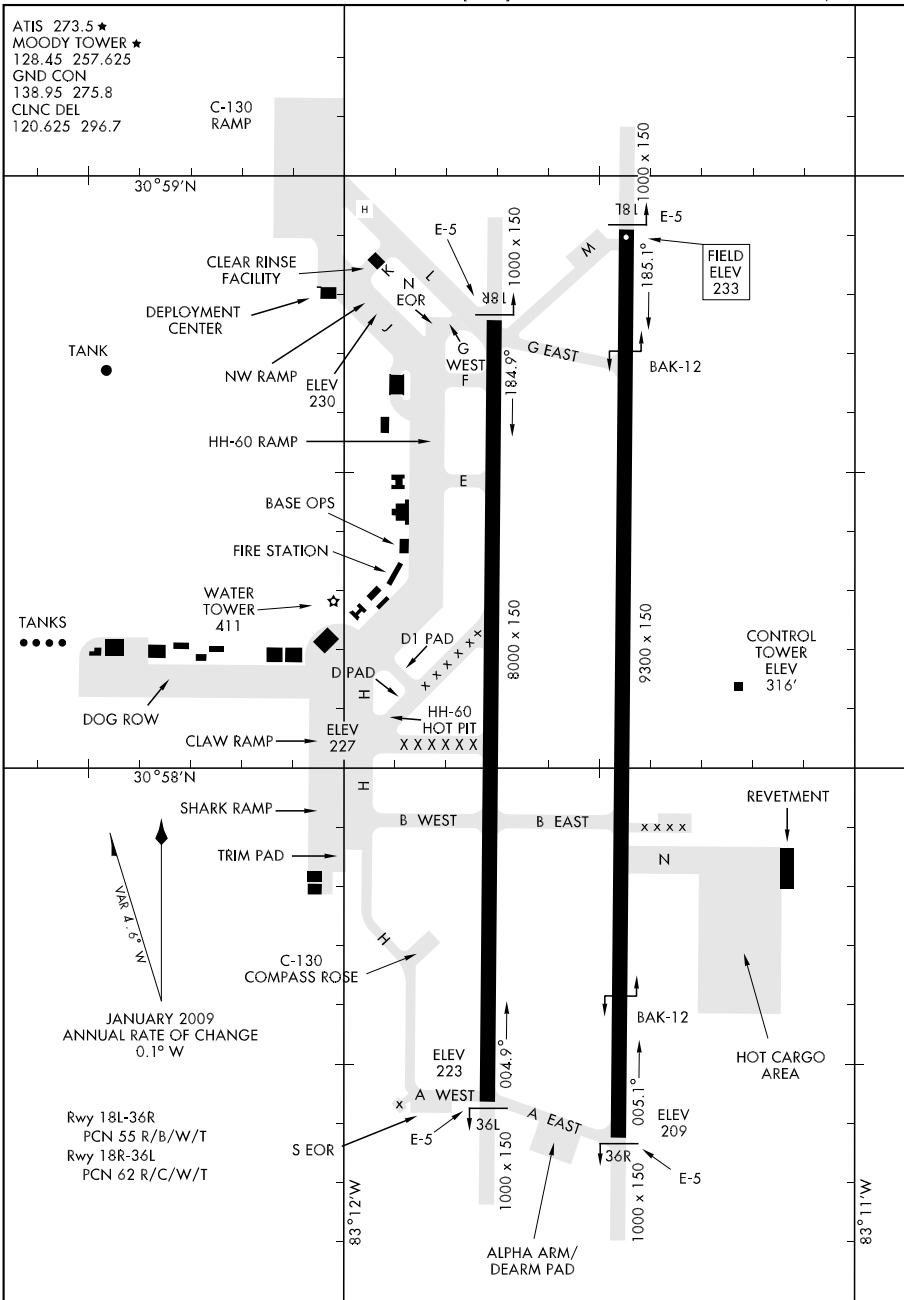 ATIS 273.5 ★
MOODY TOWER ★
128.45 257.625
GND CON
138.95 275.8
CLNC DEL
120.625 296.7
C-130
RAMP
30°59'N
H
E-5
1000 x 150
1000 x 150
18L
E-5
M
FIELD
ELEV
233
CLEAR RINSE
FACILITY
K
L
N
EOR
18R
185.1°
DEPLOYMENT
CENTER
J
TANK
NW RAMP
ELEV
230
G
WEST
F
G EAST
184.9°
BAK-12
HH-60 RAMP
E
BASE OPS
FIRE STATION
WATER
TOWER
411
TANKS
D1 PAD
x x x x x x
8000 x 150
9300 x 150
CONTROL
TOWER
ELEV
316'
D PAD
H
DOG ROW
HH-60
HOT PIT
CLAW RAMP
ELEV
227
X X X X X X
30°58'N
H
SHARK RAMP
B WEST
B EAST
x x x x
REVETMENT
TRIM PAD
N
VAR 4.6° W
H
C-130
COMPASS ROSE
JANUARY 2009
ANNUAL RATE OF CHANGE
0.1° W
BAK-12
HOT CARGO
AREA
ELEV
223
004.9°
005.1°
A WEST
x
A EAST
ELEV
209
Rwy 18L-36R
PCN 55 R/B/W/T
Rwy 18R-36L
PCN 62 R/C/W/T
S EOR
E-5
36L
36R
E-5
1000 x 150
1000 x 150
83°12'W
83°11'W
ALPHA ARM/
DEARM PAD